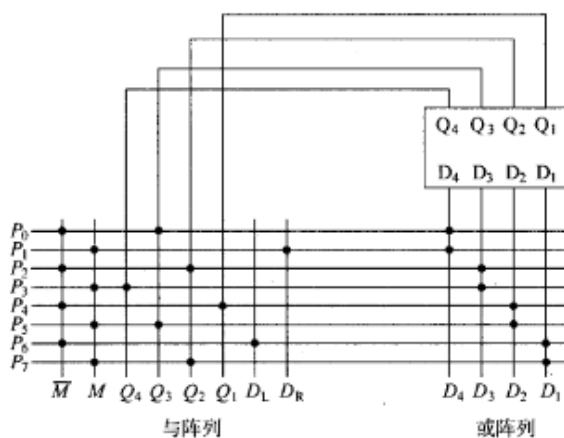 Q4 Q3 Q2 Q1
D4 D3 D2 D1
P0
P1
P2
P3
P4
P5
P6
P7
M̅ M Q4 Q3 Q2 Q1 DL DR D4 D3 D2 D1
与阵列 或阵列